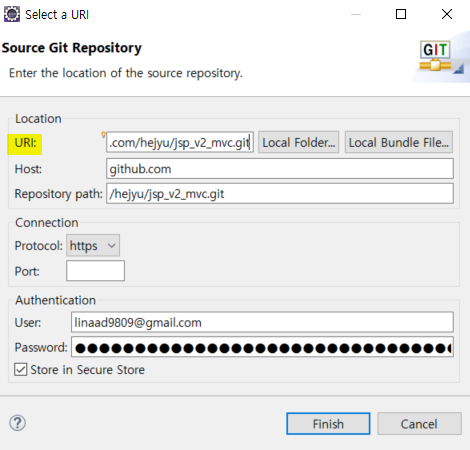 Select a URI
Source Git Repository
Enter the location of the source repository.
GIT
Location
URI: .com/hejyu/jsp_v2_mvc.git Local Folder... Local Bundle File...
Host: github.com
Repository path: /hejyu/jsp_v2_mvc.git
Connection
Protocol: https
Port:
Authentication
User: linaad9809@gmail.com
Password: ●●●●●●●●●●●●●●●●●●●●●●●●●●●●●●●●●
Store in Secure Store
? Finish Cancel